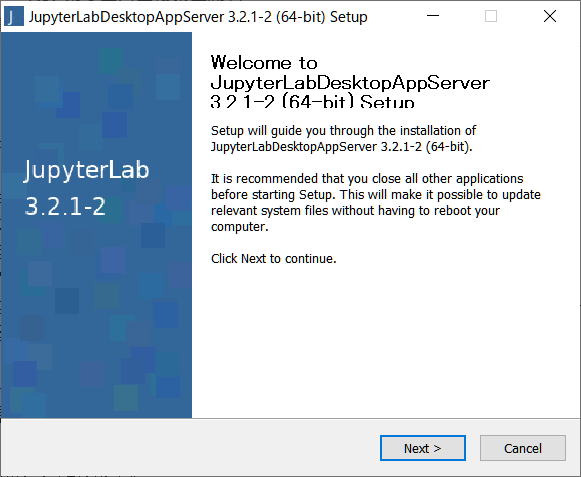 JupyterLabDesktopAppServer 3.2.1-2 (64-bit) Setup
JupyterLab
3.2.1-2
Welcome to
JupyterLabDesktopAppServer
3.2.1-2 (64-bit) Setup
Setup will guide you through the installation of
JupyterLabDesktopAppServer 3.2.1-2 (64-bit).
It is recommended that you close all other applications
before starting Setup. This will make it possible to update
relevant system files without having to reboot your
computer.
Click Next to continue.
Next >
Cancel